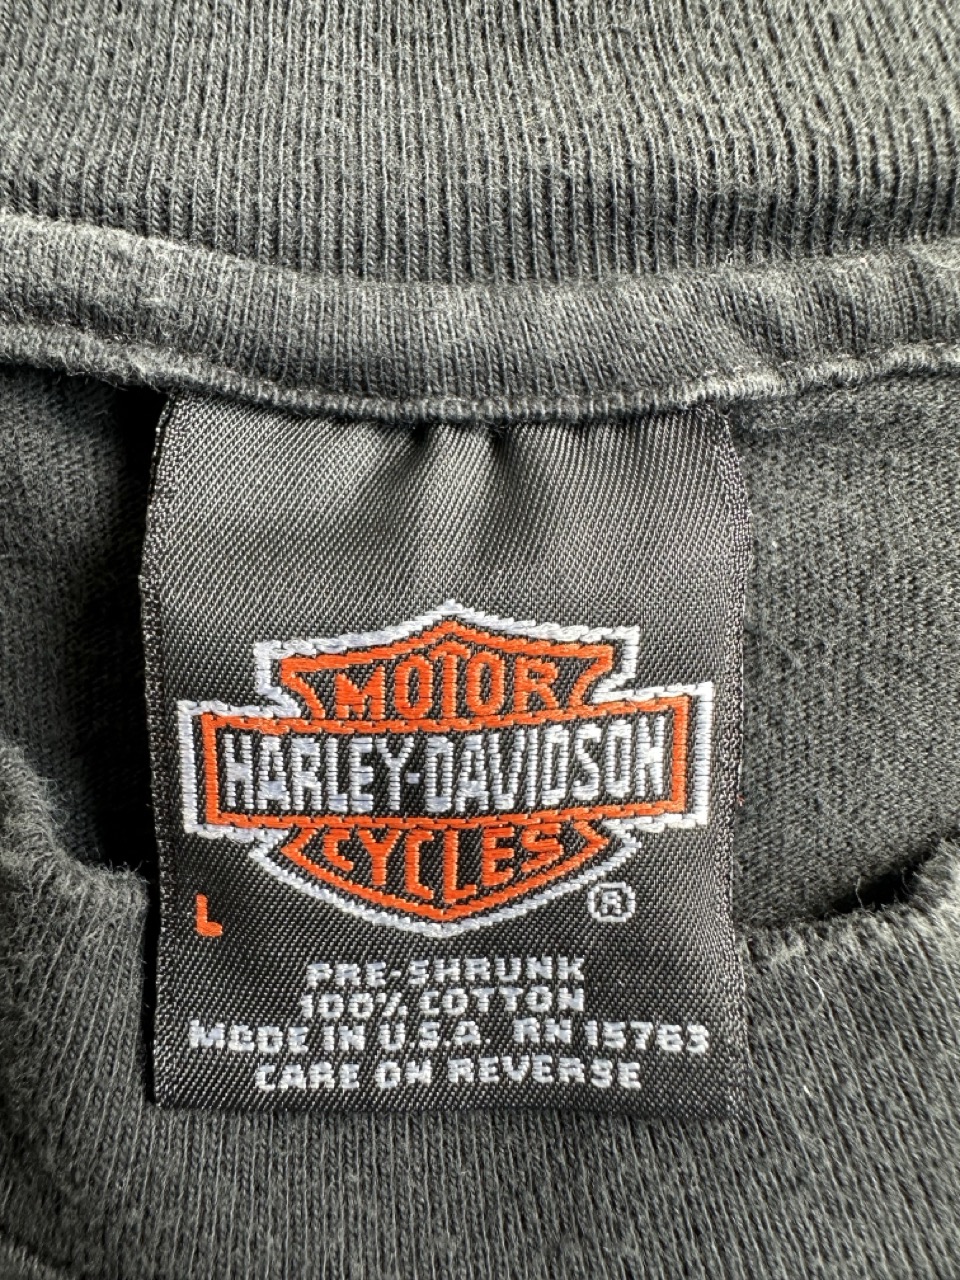 MOTOR
HARLEY-DAVIDSON
CYCLES
®
L
PRE-SHRUNK
100% COTTON
MADE IN U.S.A. RN 15763
CARE ON REVERSE